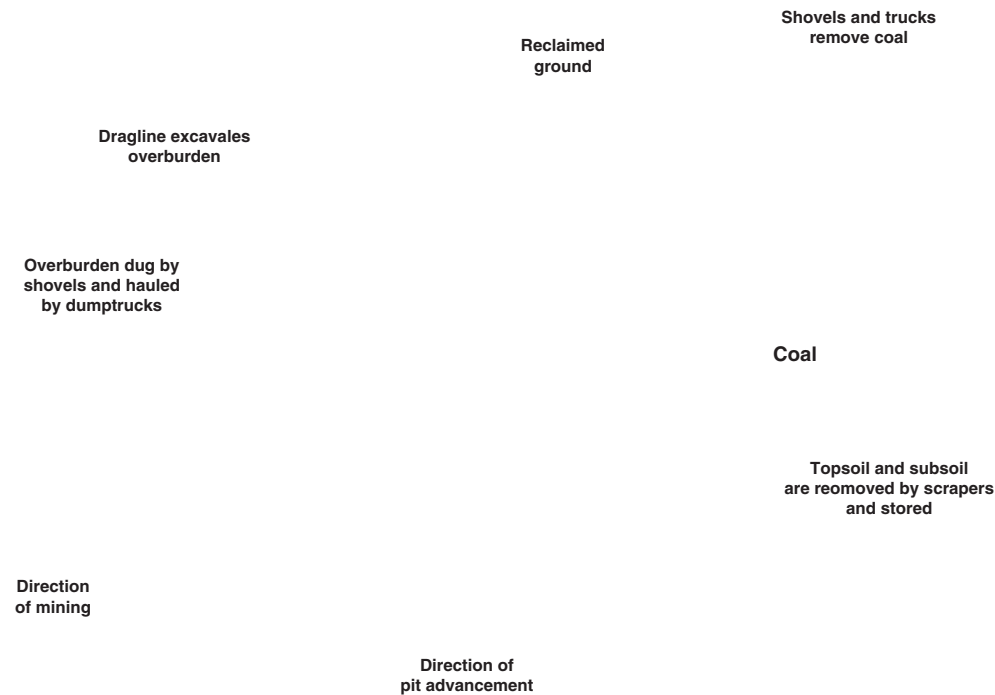 Shovels and trucks
remove coal
Reclaimed
ground
Dragline excavales
overburden
Overburden dug by
shovels and hauled
by dumptrucks
Coal
Topsoil and subsoil
are reomoved by scrapers
and stored
Direction
of mining
Direction of
pit advancement